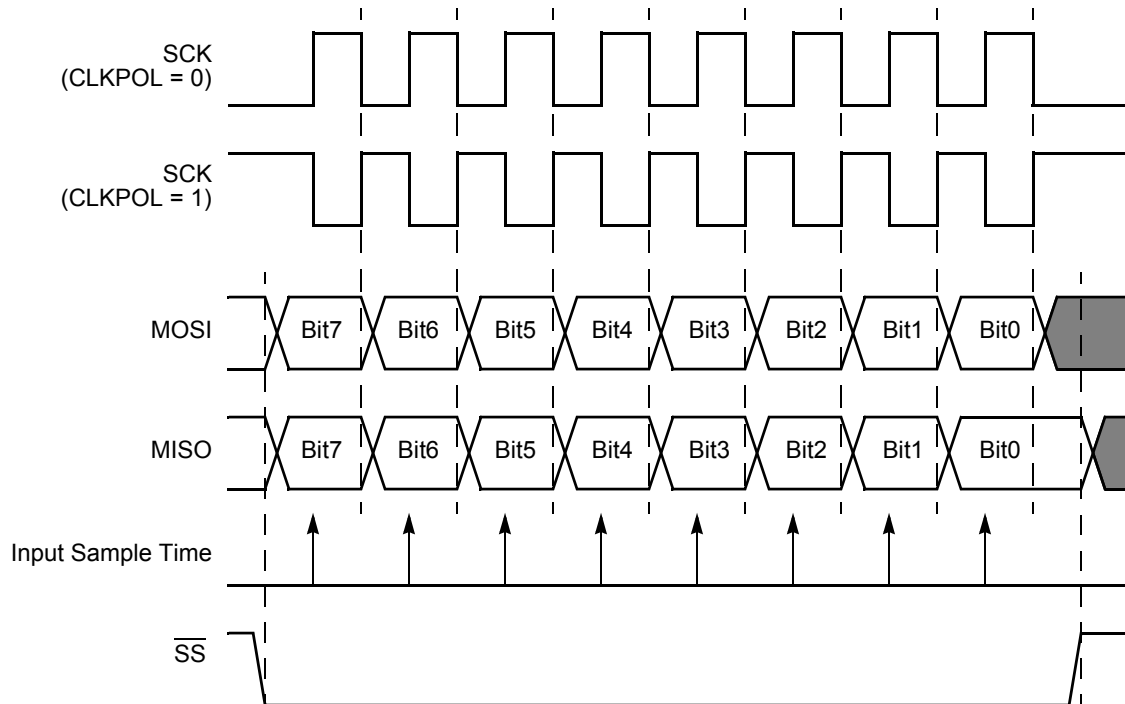 SCK
(CLKPOL = 0)
SCK
(CLKPOL = 1)
MOSI
Bit7 Bit6 Bit5 Bit4 Bit3 Bit2 Bit1 Bit0
MISO
Bit7 Bit6 Bit5 Bit4 Bit3 Bit2 Bit1 Bit0
Input Sample Time
S̅S̅